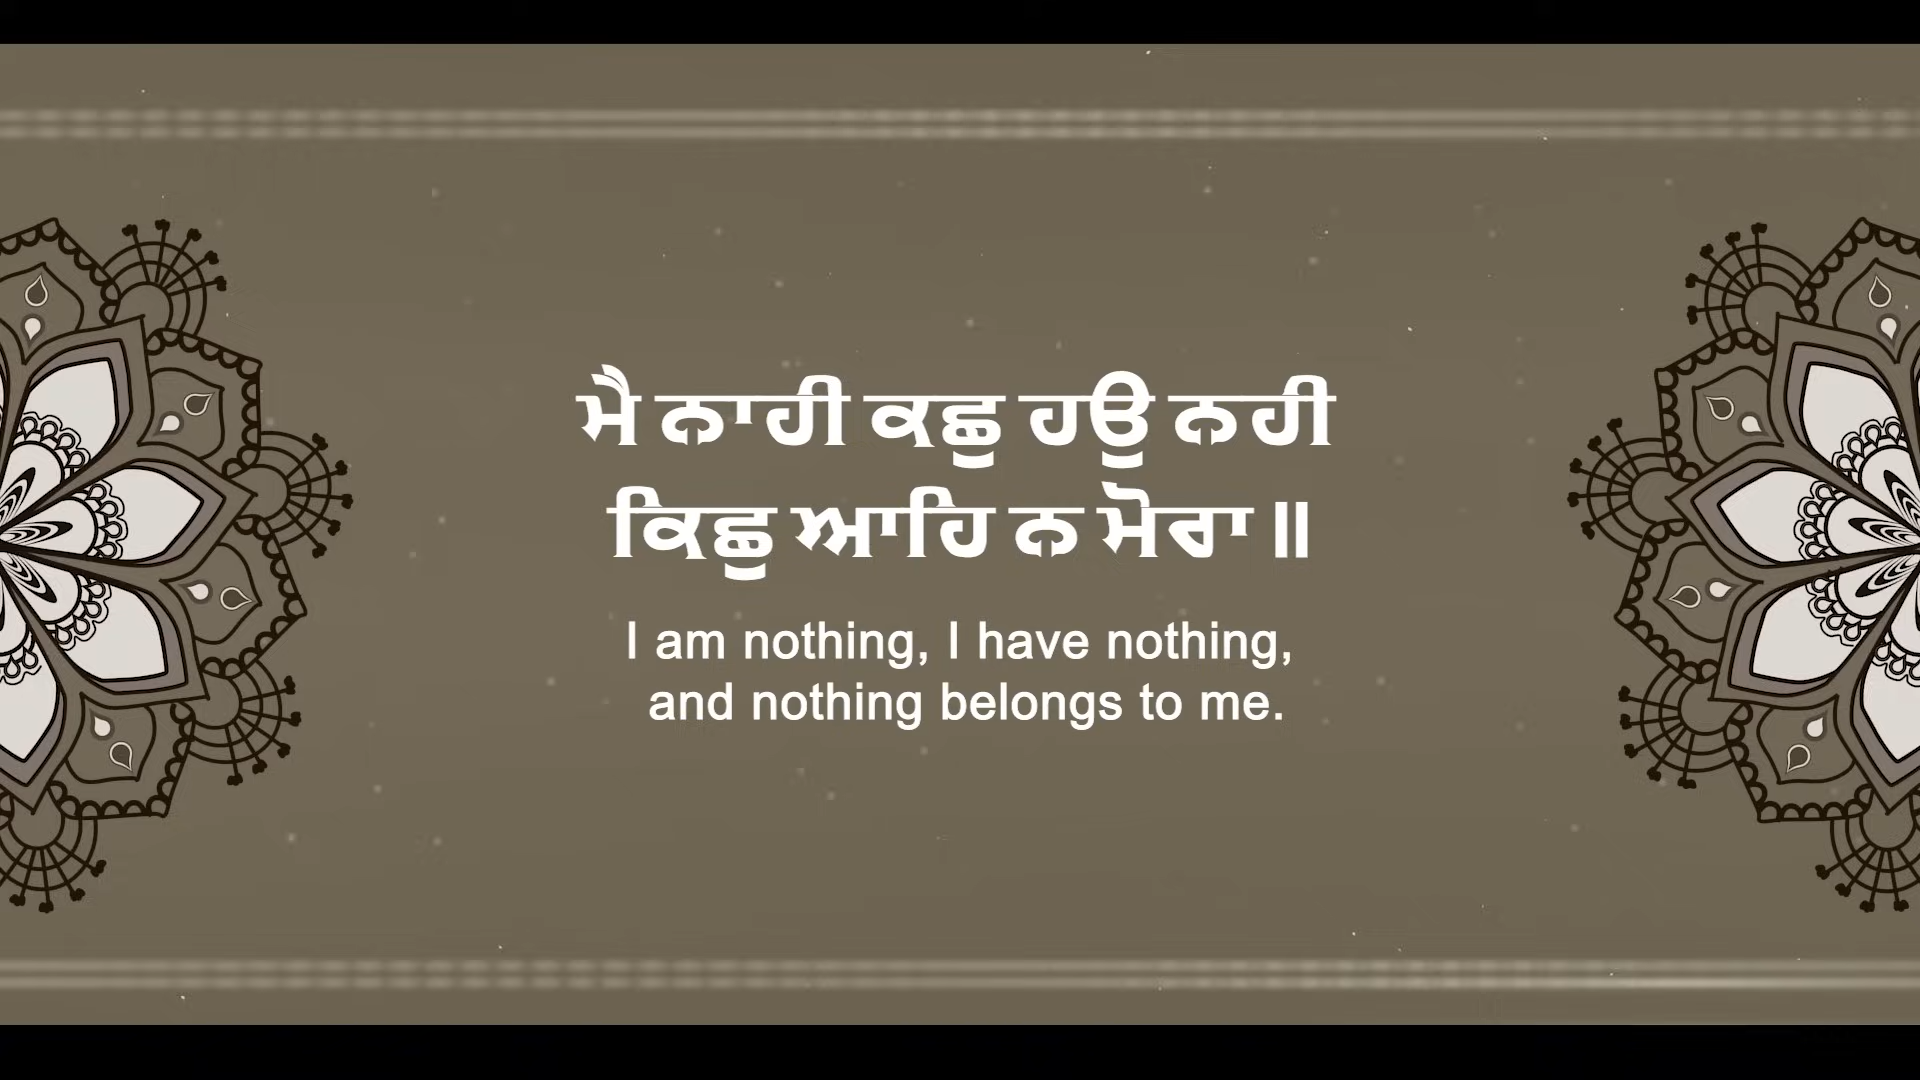 ਮੈ ਨਾਹੀ ਕਛੁ ਹਉ ਨਹੀ
ਕਿਛੁ ਆਹਿ ਨ ਮੋਰਾ ॥
I am nothing, I have nothing,
and nothing belongs to me.